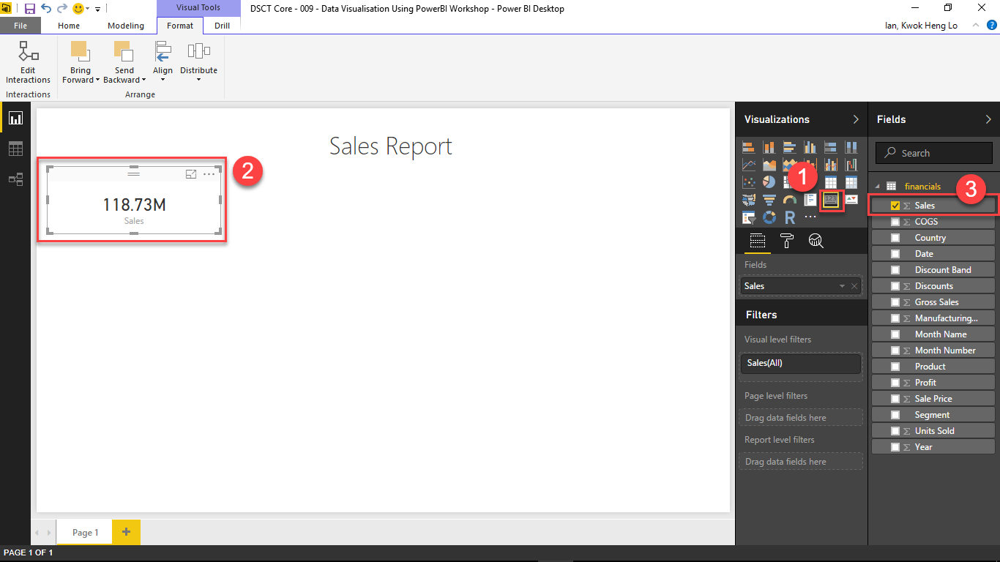 Visual Tools
DSCT Core - 009 - Data Visualisation Using PowerBI Workshop - Power BI Desktop
File
Home
Modeling
Format
Drill
Ian, Kwok Heng Lo
?
Edit
Interactions
Bring
Forward
Send
Backward
Align
Distribute
Interactions
Arrange
Sales Report
2
118.73M
Sales
Visualizations
1
123
R
Fields
Sales
Filters
Visual level filters
Sales(All)
Page level filters
Drag data fields here
Report level filters
Drag data fields here
Fields
Search
financials
3
Σ Sales
Σ COGS
Country
Date
Discount Band
Σ Discounts
Σ Gross Sales
Σ Manufacturing...
Month Name
Σ Month Number
Product
Σ Profit
Σ Sale Price
Segment
Σ Units Sold
Σ Year
Page 1
+
PAGE 1 OF 1